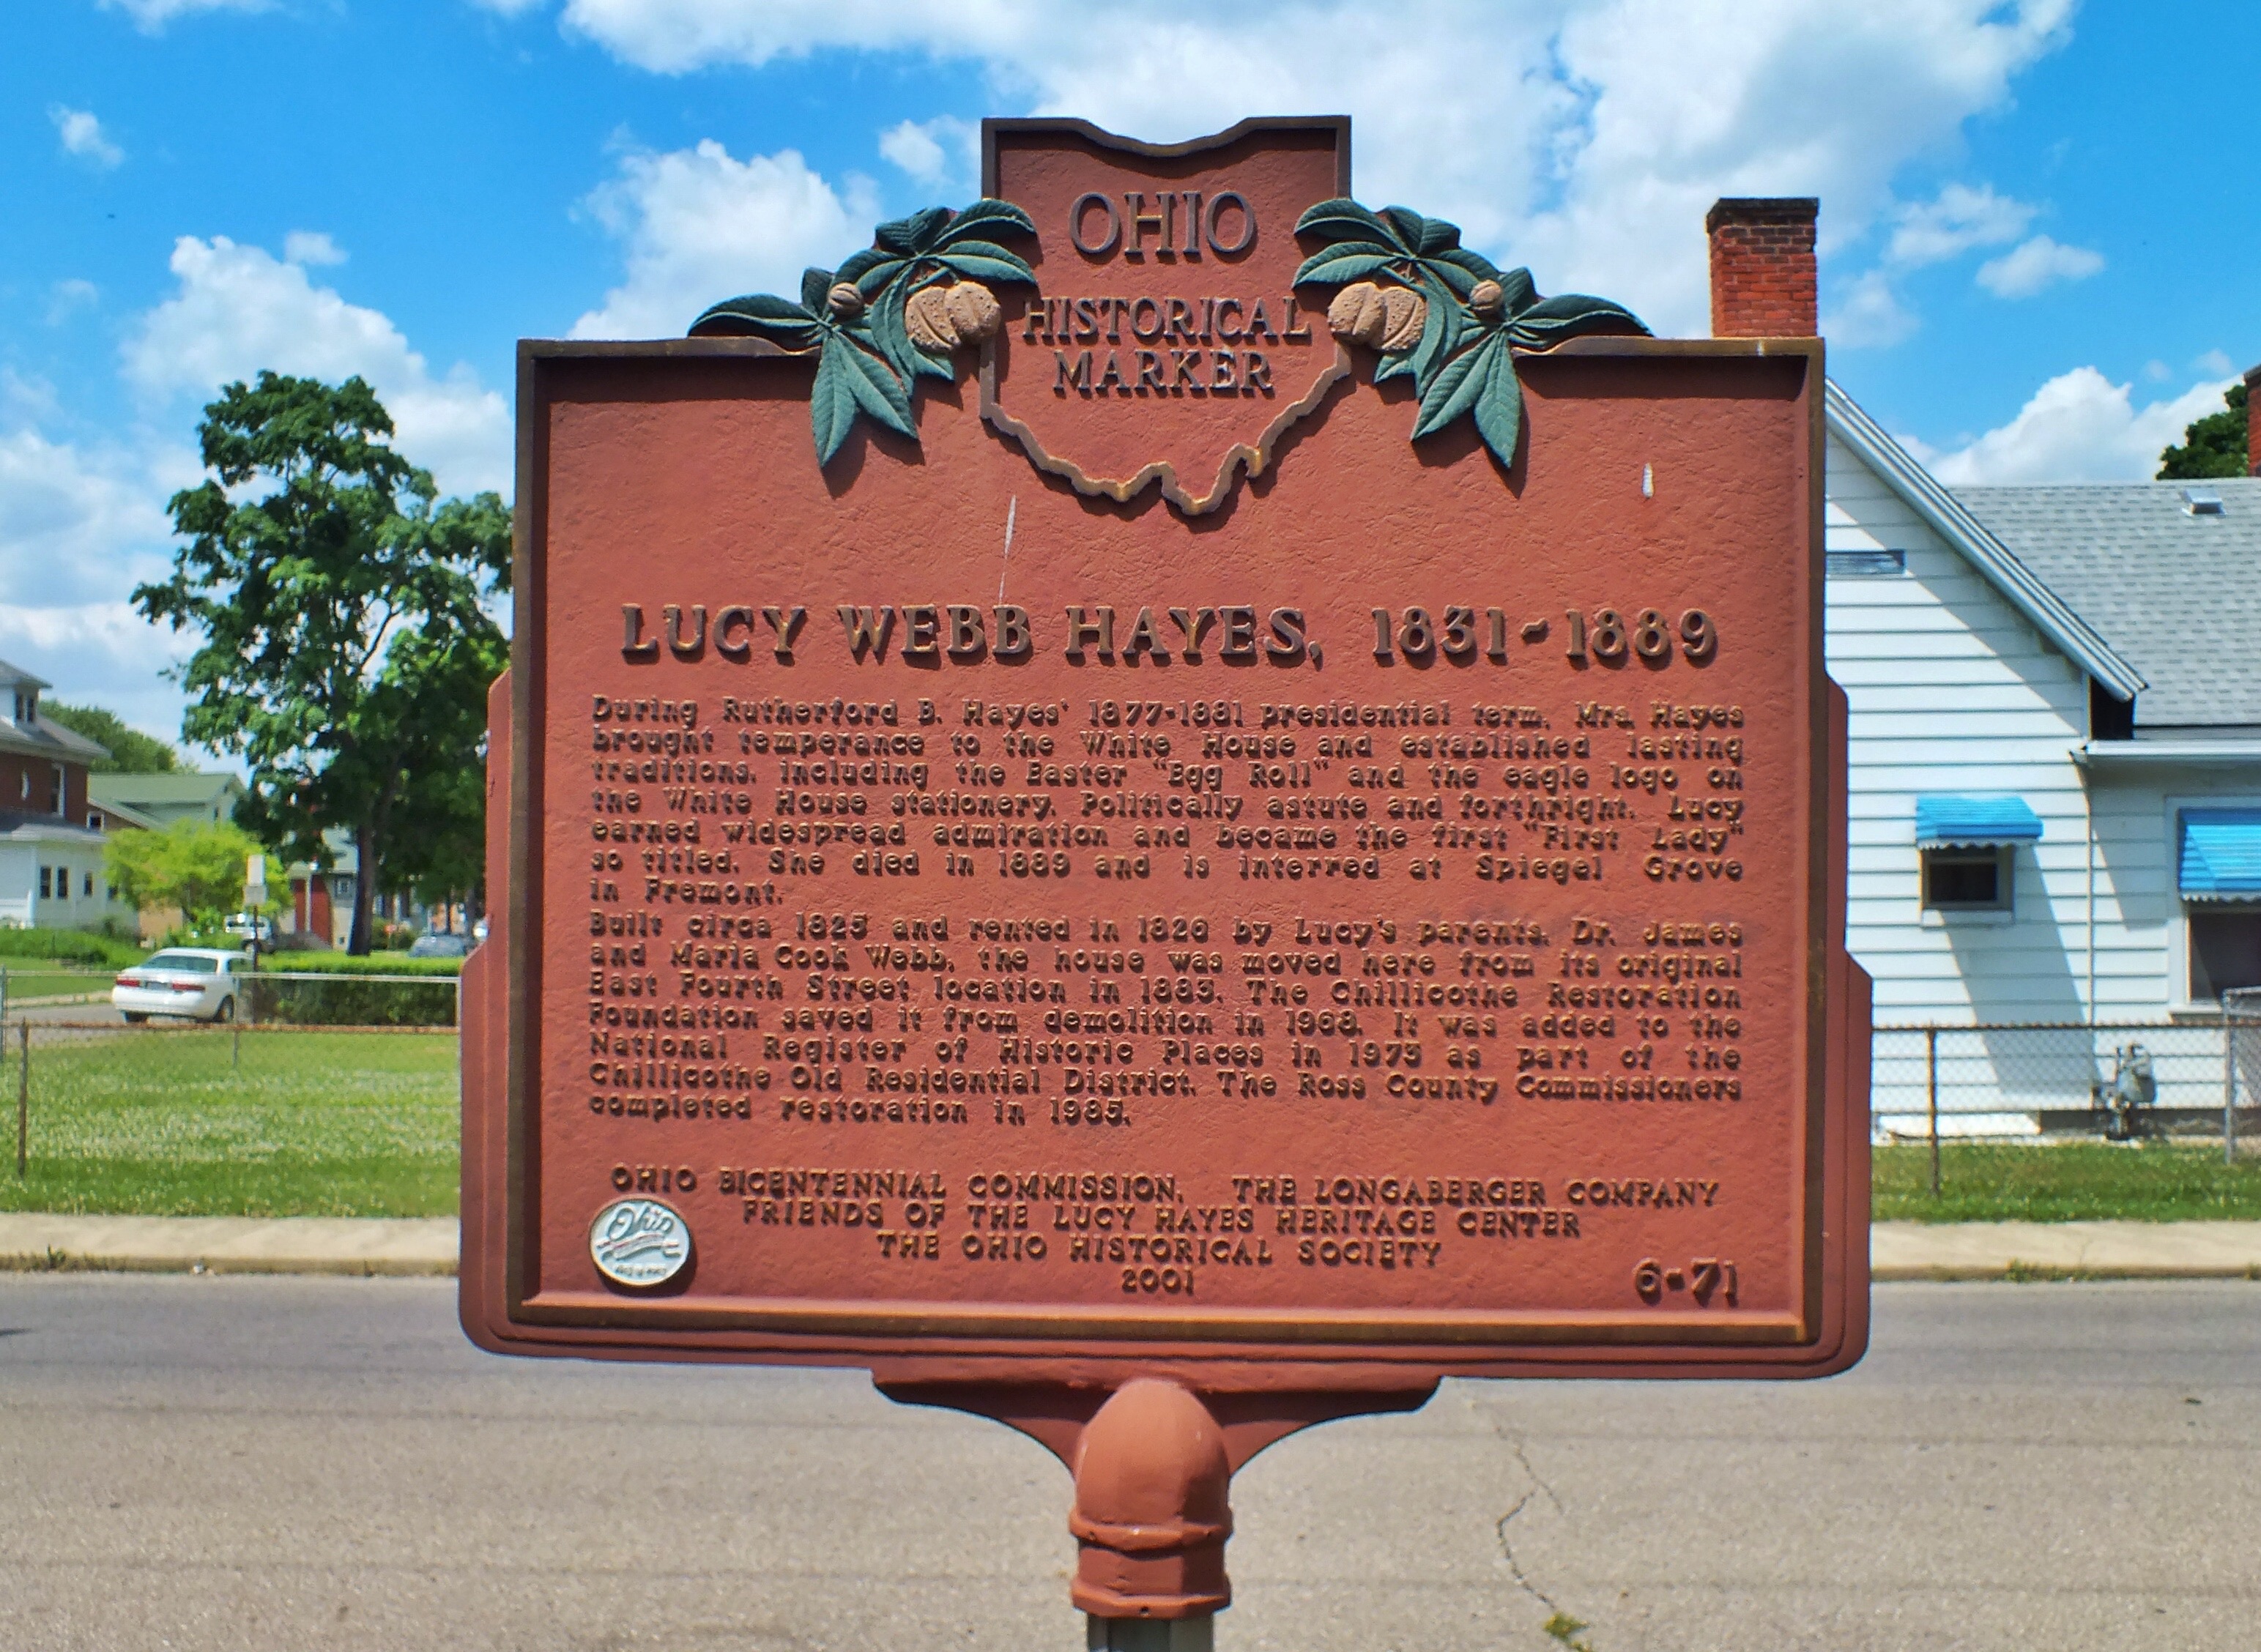 OHIO
HISTORICAL
MARKER
LUCY WEBB HAYES, 1831~1889
During Rutherford B. Hayes' 1877-1881 presidential term, Mrs. Hayes
brought temperance to the White House and established lasting
traditions, including the Easter "Egg Roll" and the eagle logo on
the White House stationery. Politically astute and forthright, Lucy
earned widespread admiration and became the first "First Lady"
so titled. She died in 1889 and is interred at Spiegel Grove
in Fremont.
Built circa 1825 and rented in 1826 by Lucy's parents, Dr. James
and Maria Cook Webb, the house was moved here from its original
East Fourth Street location in 1883. The Chillicothe Restoration
Foundation saved it from demolition in 1968. It was added to the
National Register of Historic Places in 1973 as part of the
Chillicothe Old Residential District. The Ross County Commissioners
completed restoration in 1985.
OHIO BICENTENNIAL COMMISSION, THE LONGABERGER COMPANY
FRIENDS OF THE LUCY HAYES HERITAGE CENTER
THE OHIO HISTORICAL SOCIETY
2001
Ohio
6-71